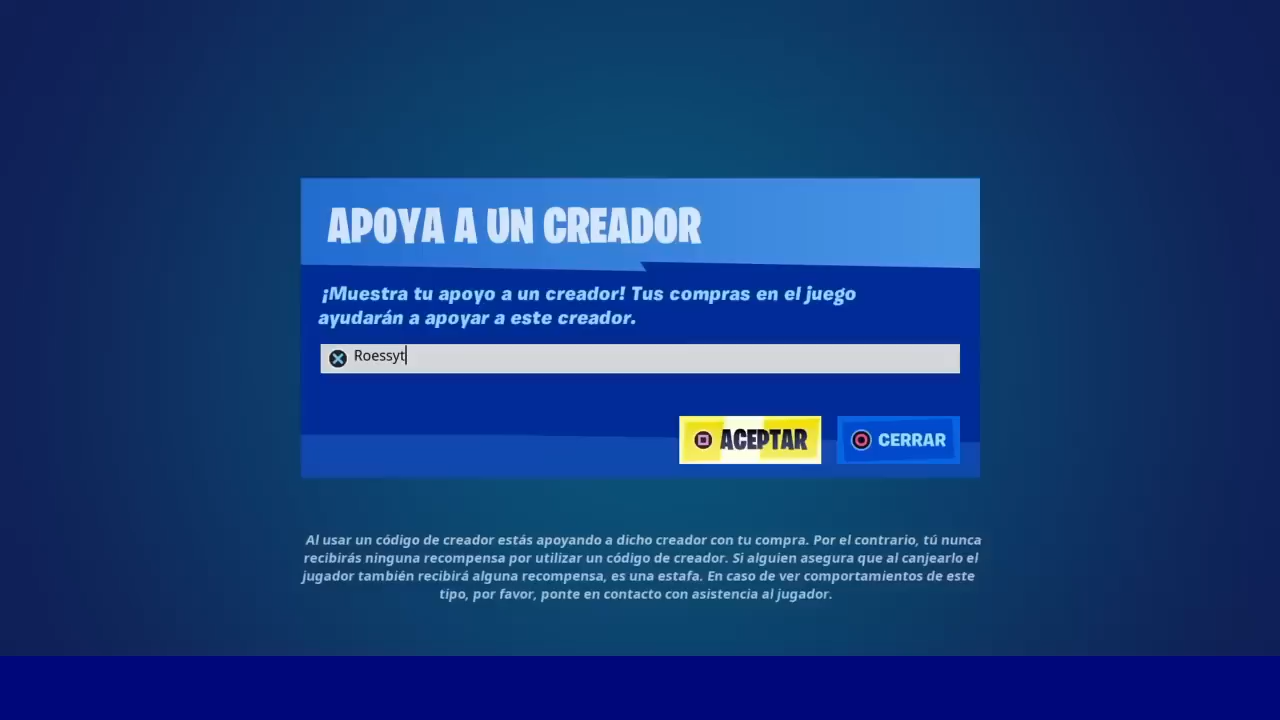 APOYA A UN CREADOR
¡Muestra tu apoyo a un creador! Tus compras en el juego
ayudarán a apoyar a este creador.
Roessyt
ACEPTAR
CERRAR
Al usar un código de creador estás apoyando a dicho creador con tu compra. Por el contrario, tú nunca
recibirás ninguna recompensa por utilizar un código de creador. Si alguien asegura que al canjearlo el
jugador también recibirá alguna recompensa, es una estafa. En caso de ver comportamientos de este
tipo, por favor, ponte en contacto con asistencia al jugador.